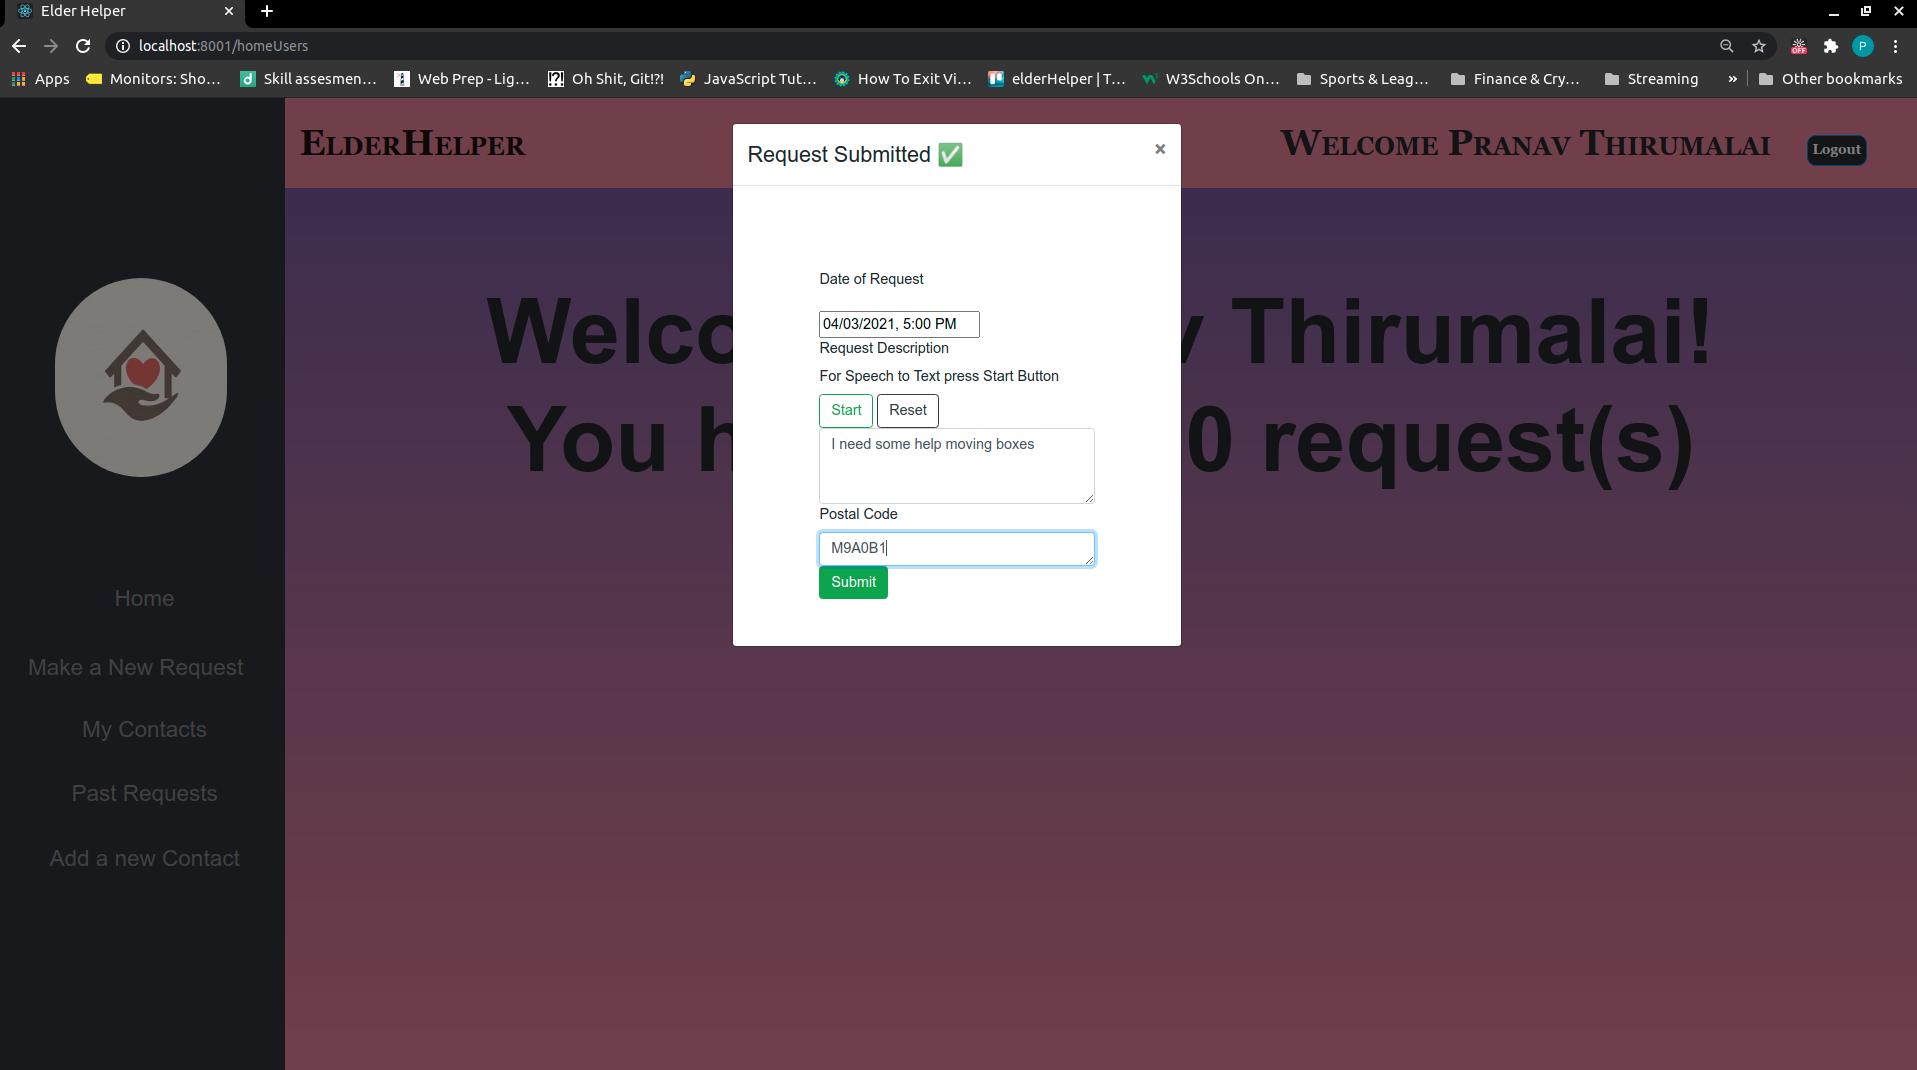 Elder Helper
localhost:8001/homeUsers
Apps Monitors: Sho... Skill assesmen... Web Prep - Lig... Oh Shit, Git!?! JavaScript Tut... How To Exit Vi... elderHelper | T... W3Schools On... Sports & Leag... Finance & Cry... Streaming » Other bookmarks
ElderHelper
Welcome Pranav Thirumalai
Logout
Home
Make a New Request
My Contacts
Past Requests
Add a new Contact
Thirumalai!
You 0 request(s)
Request Submitted ✅
×
Date of Request
04/03/2021, 5:00 PM
Request Description
For Speech to Text press Start Button
Start Reset
I need some help moving boxes
Postal Code
M9A0B1
Submit